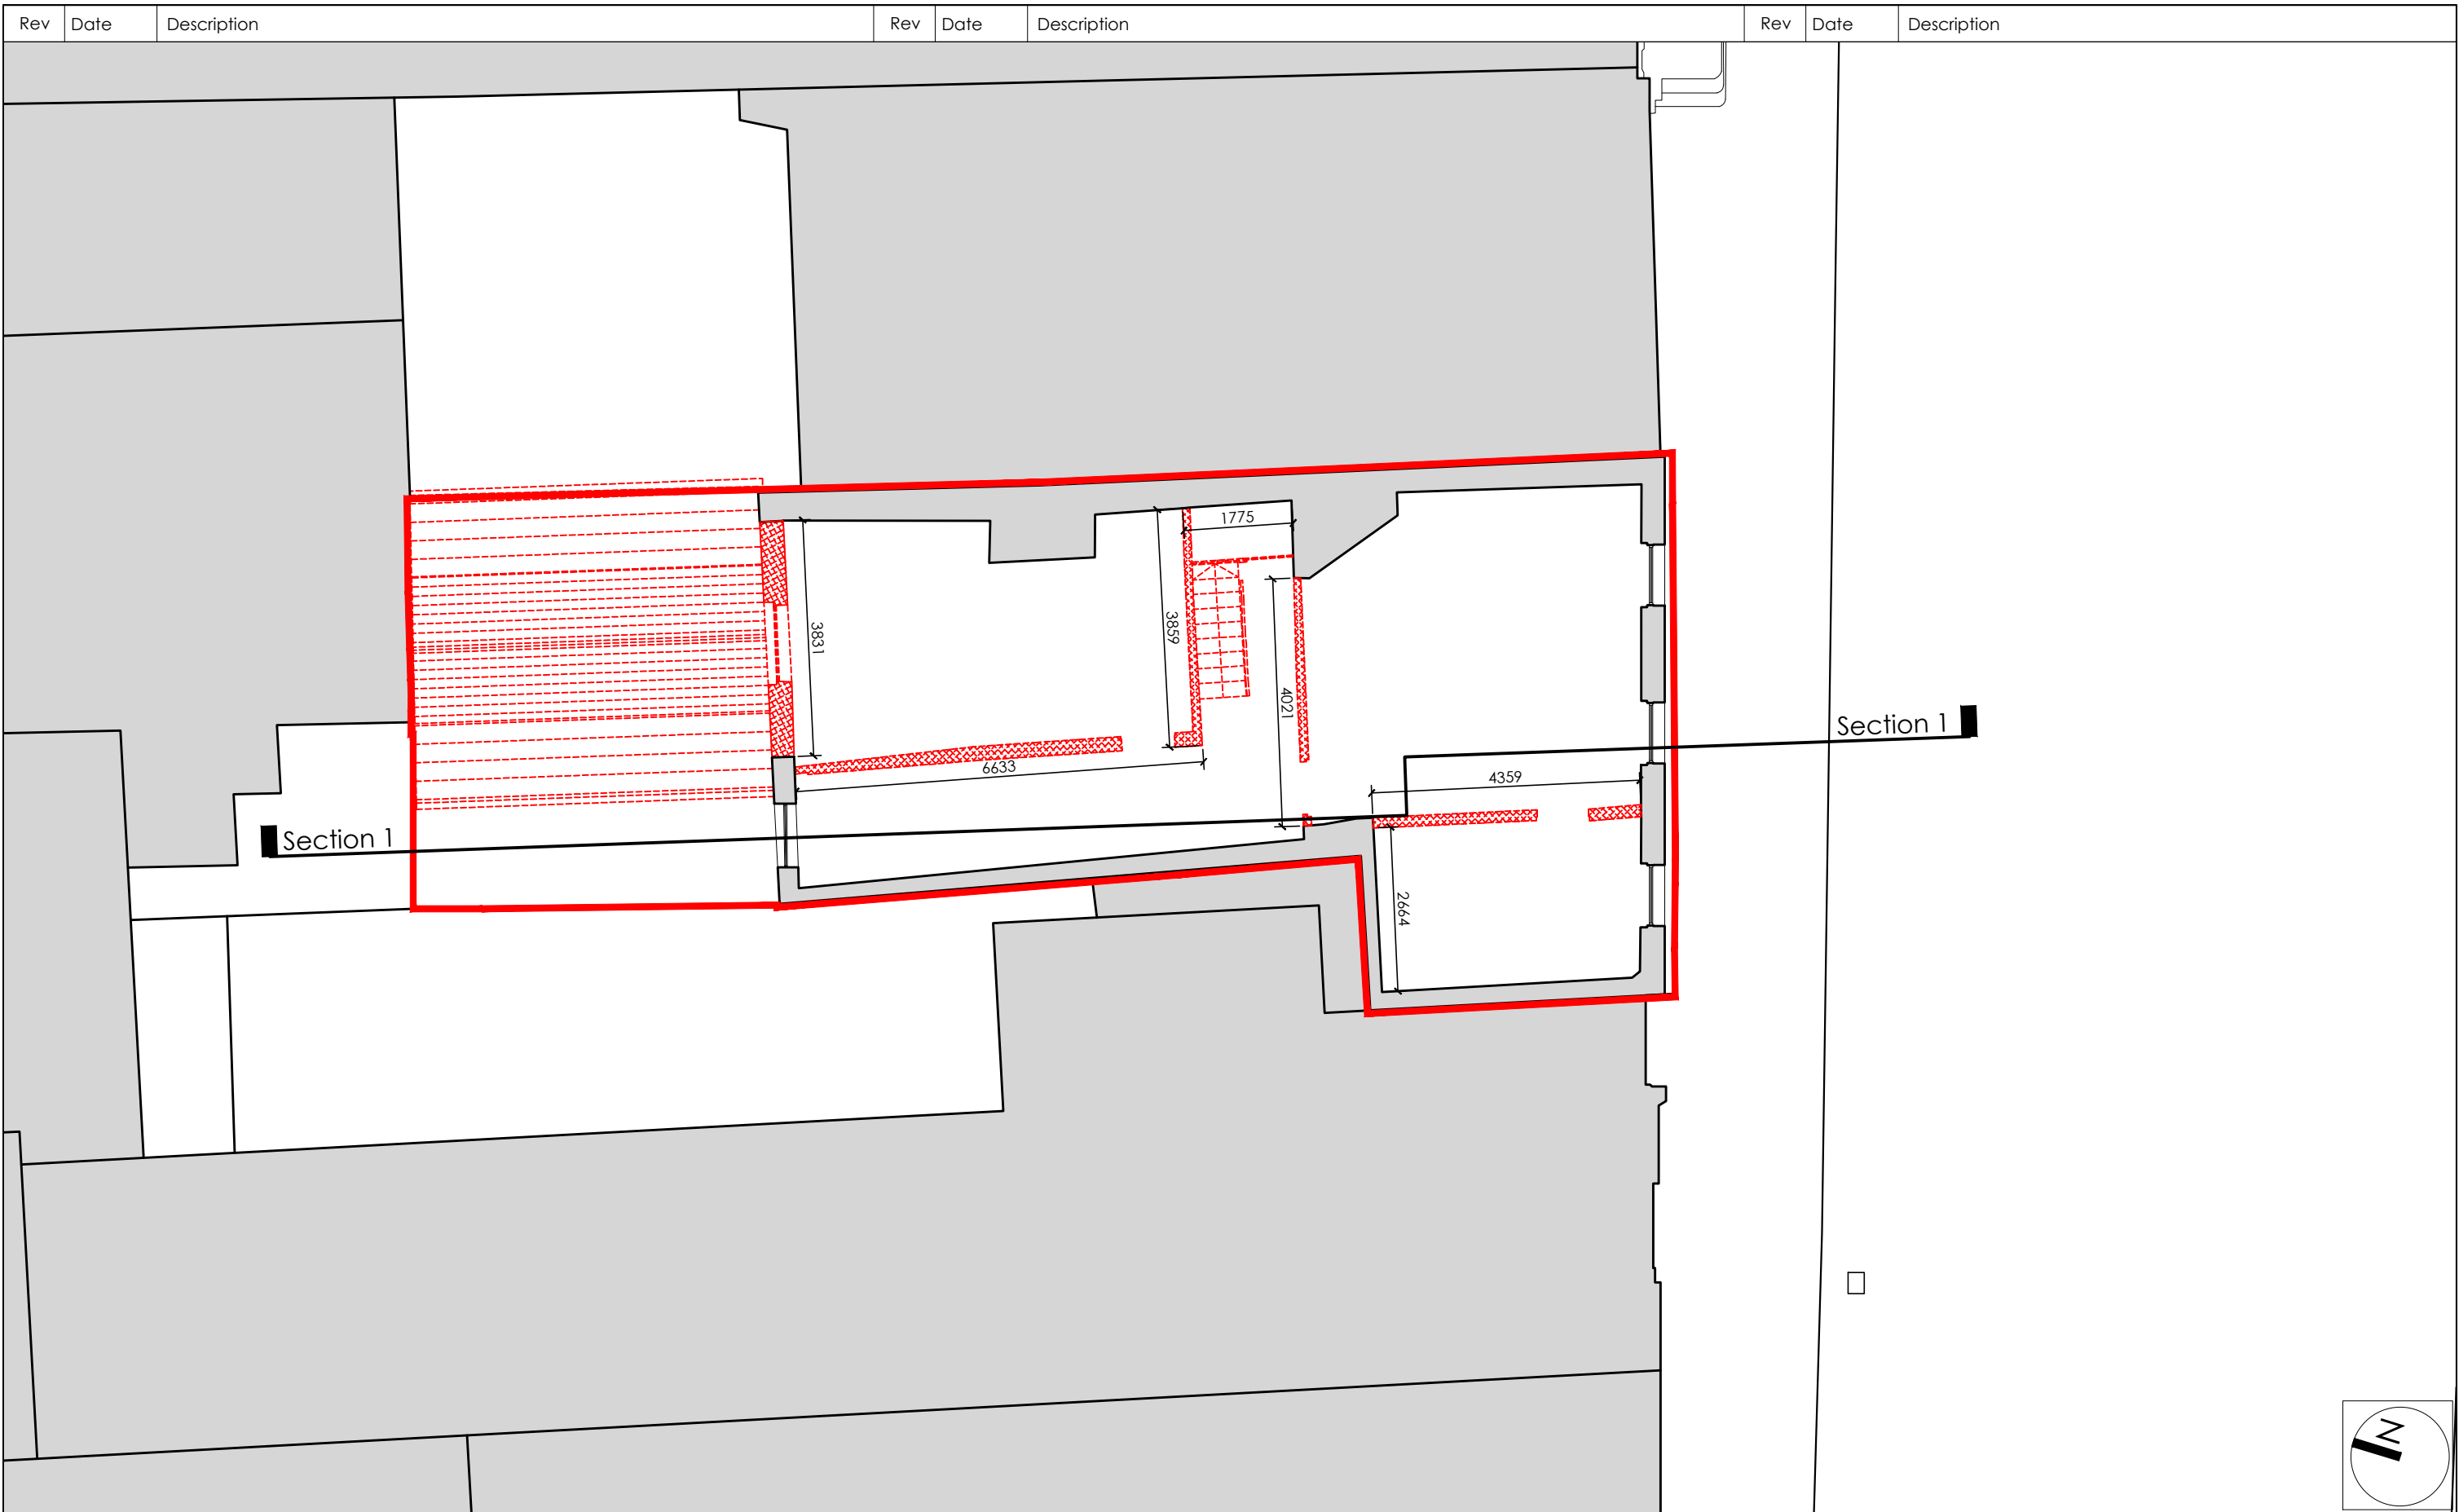 Rev Date Description Rev Date Description Rev Date Description
1775
3831
3859
4021
Section 1
6633
4359
Section 1
2664
N